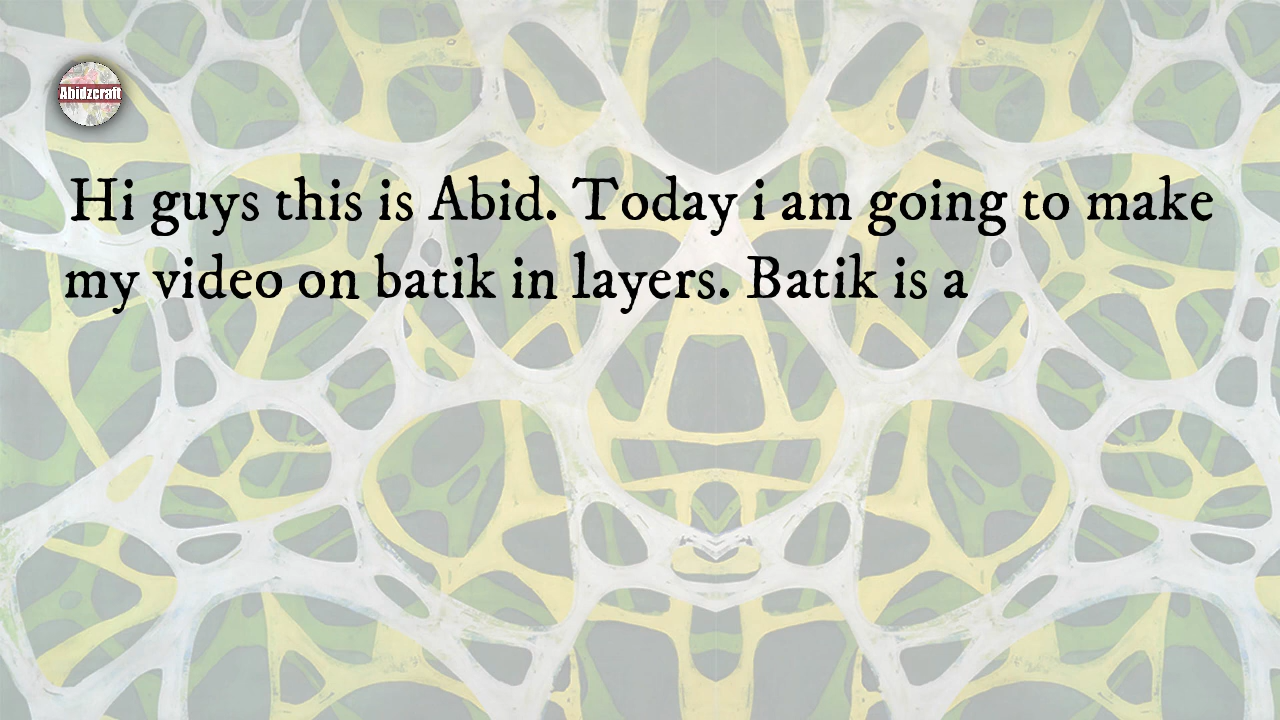 Abidzcraft
Hi guys this is Abid. Today i am going to make
my video on batik in layers. Batik is a